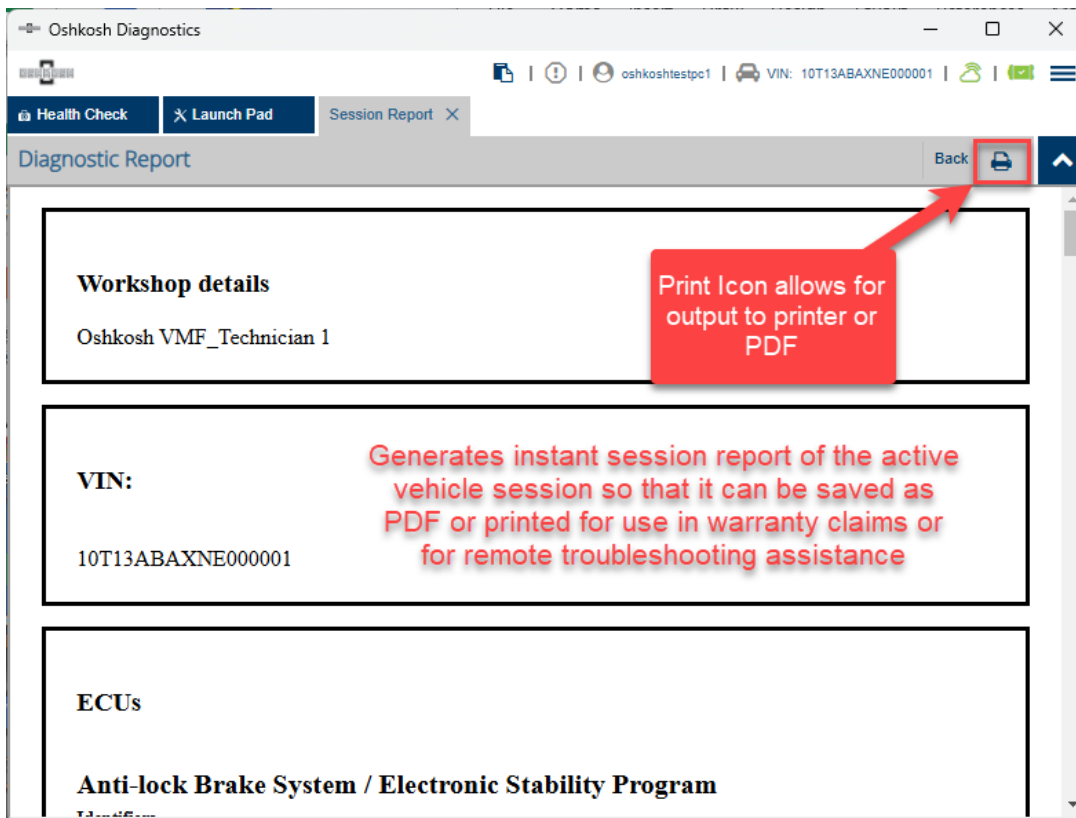 Oshkosh Diagnostics
oshkoshtestpc1
VIN: 10T13ABAXNE000001
Health Check
Launch Pad
Session Report
Diagnostic Report
Back
Workshop details
Oshkosh VMF_Technician 1
Print Icon allows for
output to printer or
PDF
VIN:
10T13ABAXNE000001
Generates instant session report of the active
vehicle session so that it can be saved as
PDF or printed for use in warranty claims or
for remote troubleshooting assistance
ECUs
Anti-lock Brake System / Electronic Stability Program